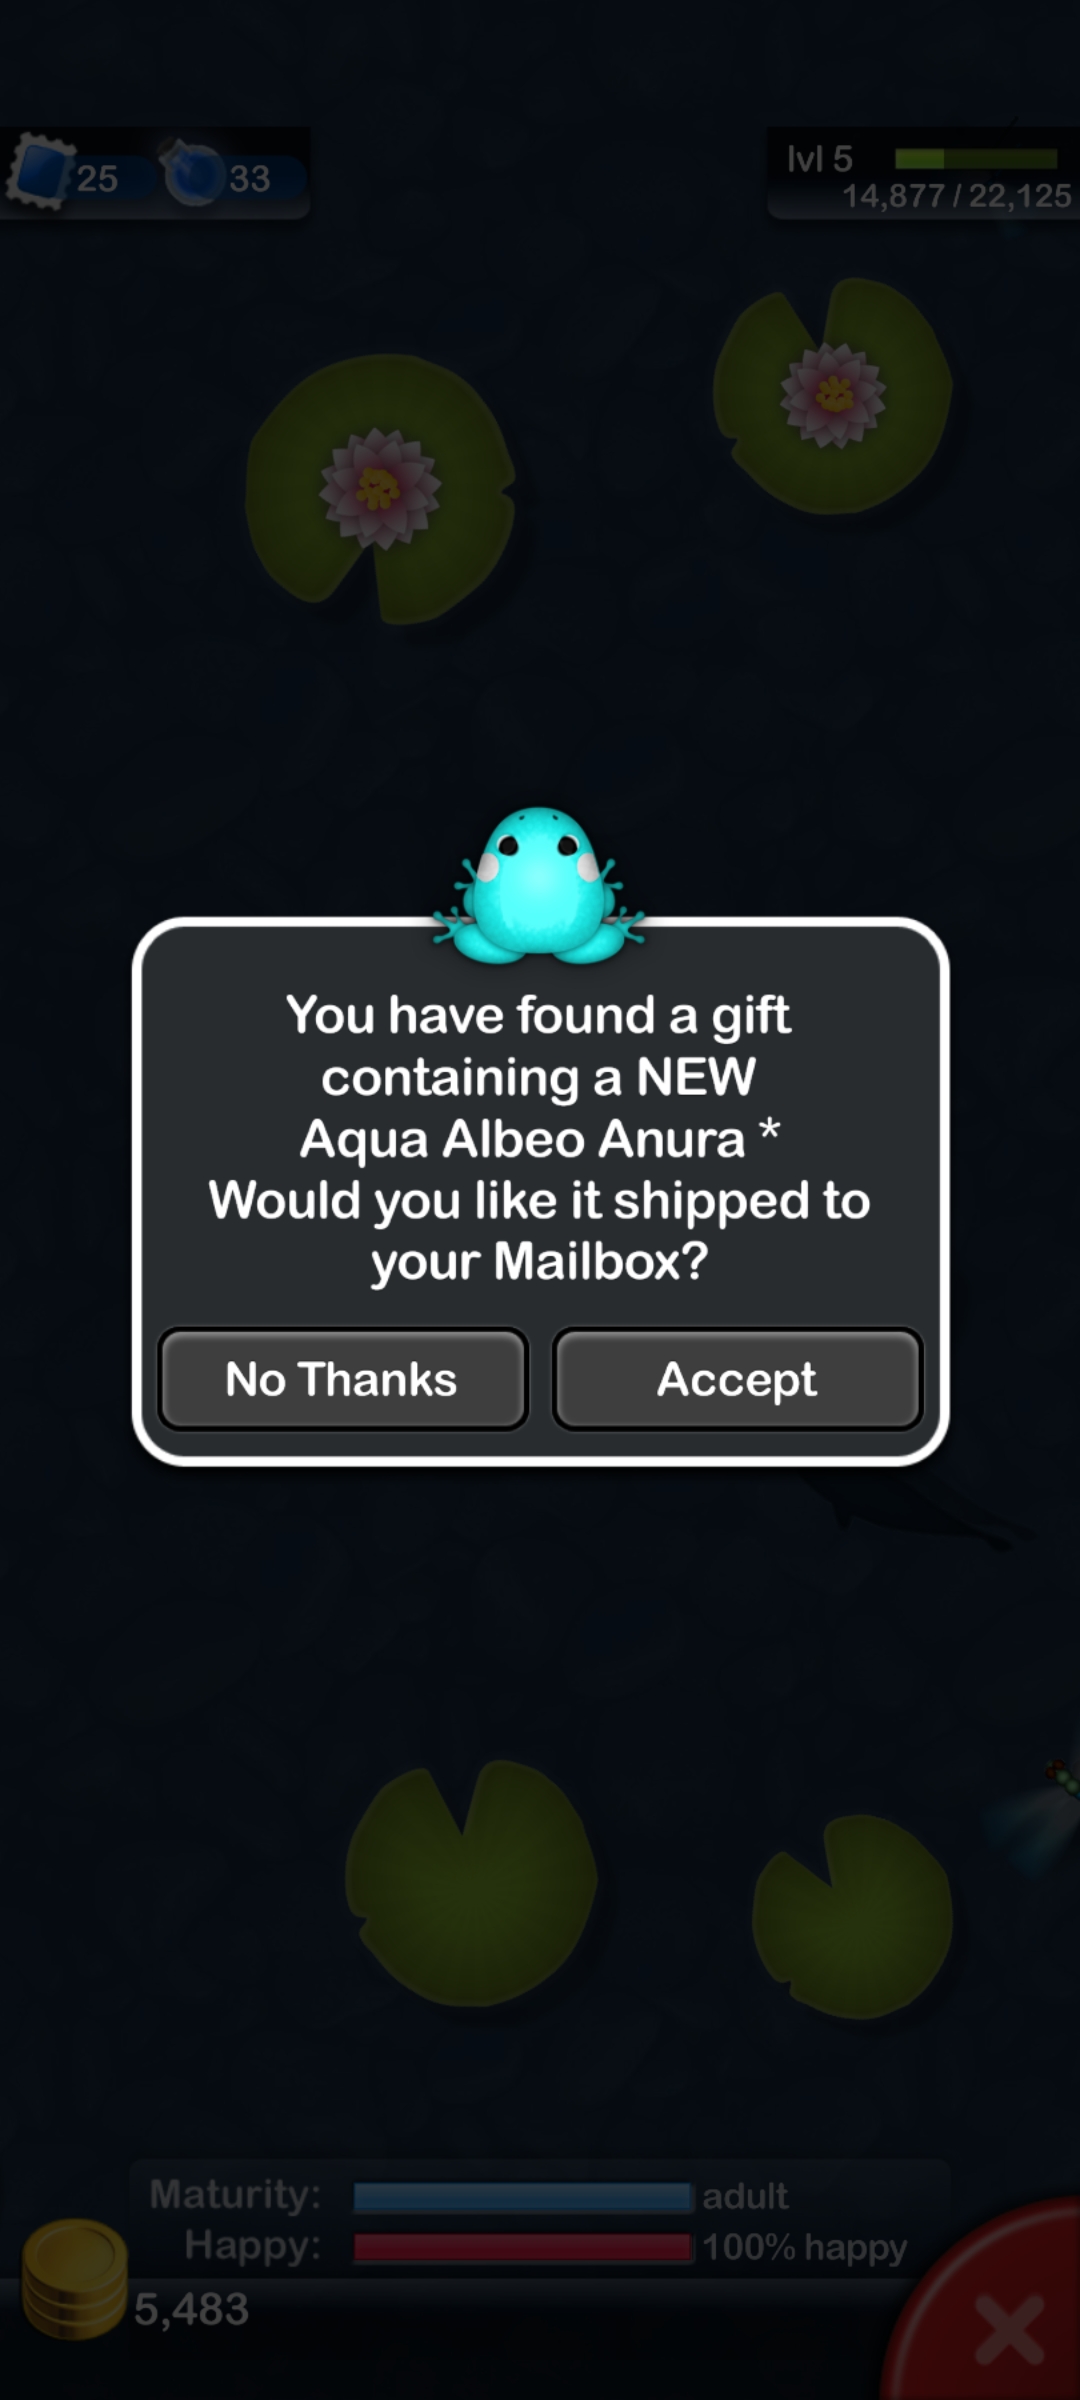 25 33
lvl 5
14,877 / 22,125
You have found a gift
containing a NEW
Aqua Albeo Anura *
Would you like it shipped to
your Mailbox?
No Thanks Accept
Maturity: adult
Happy: 100% happy
5,483